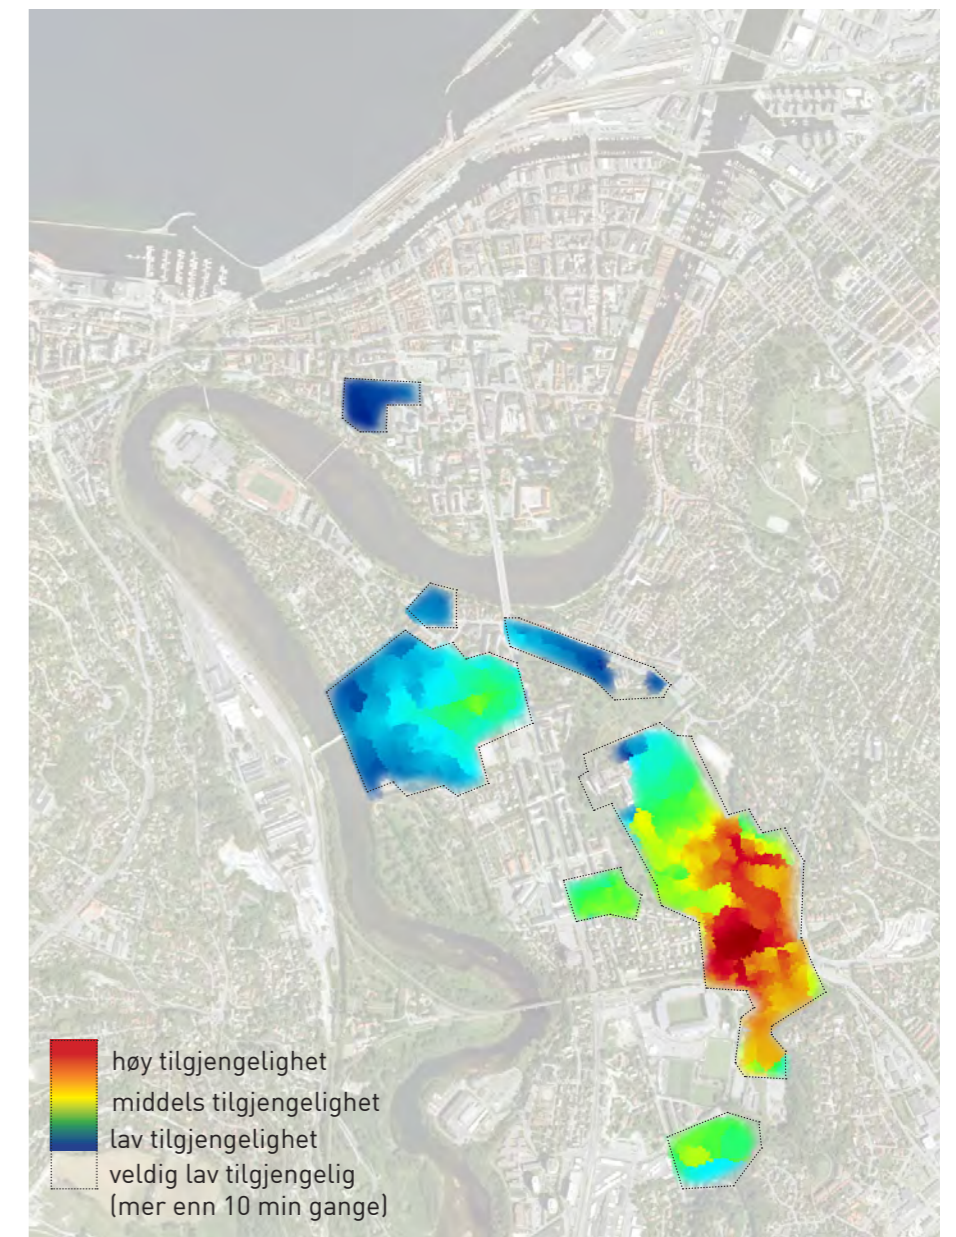 høy tilgjengelighet
middels tilgjengelighet
lav tilgjengelighet
veldig lav tilgjengelig
(mer enn 10 min gange)